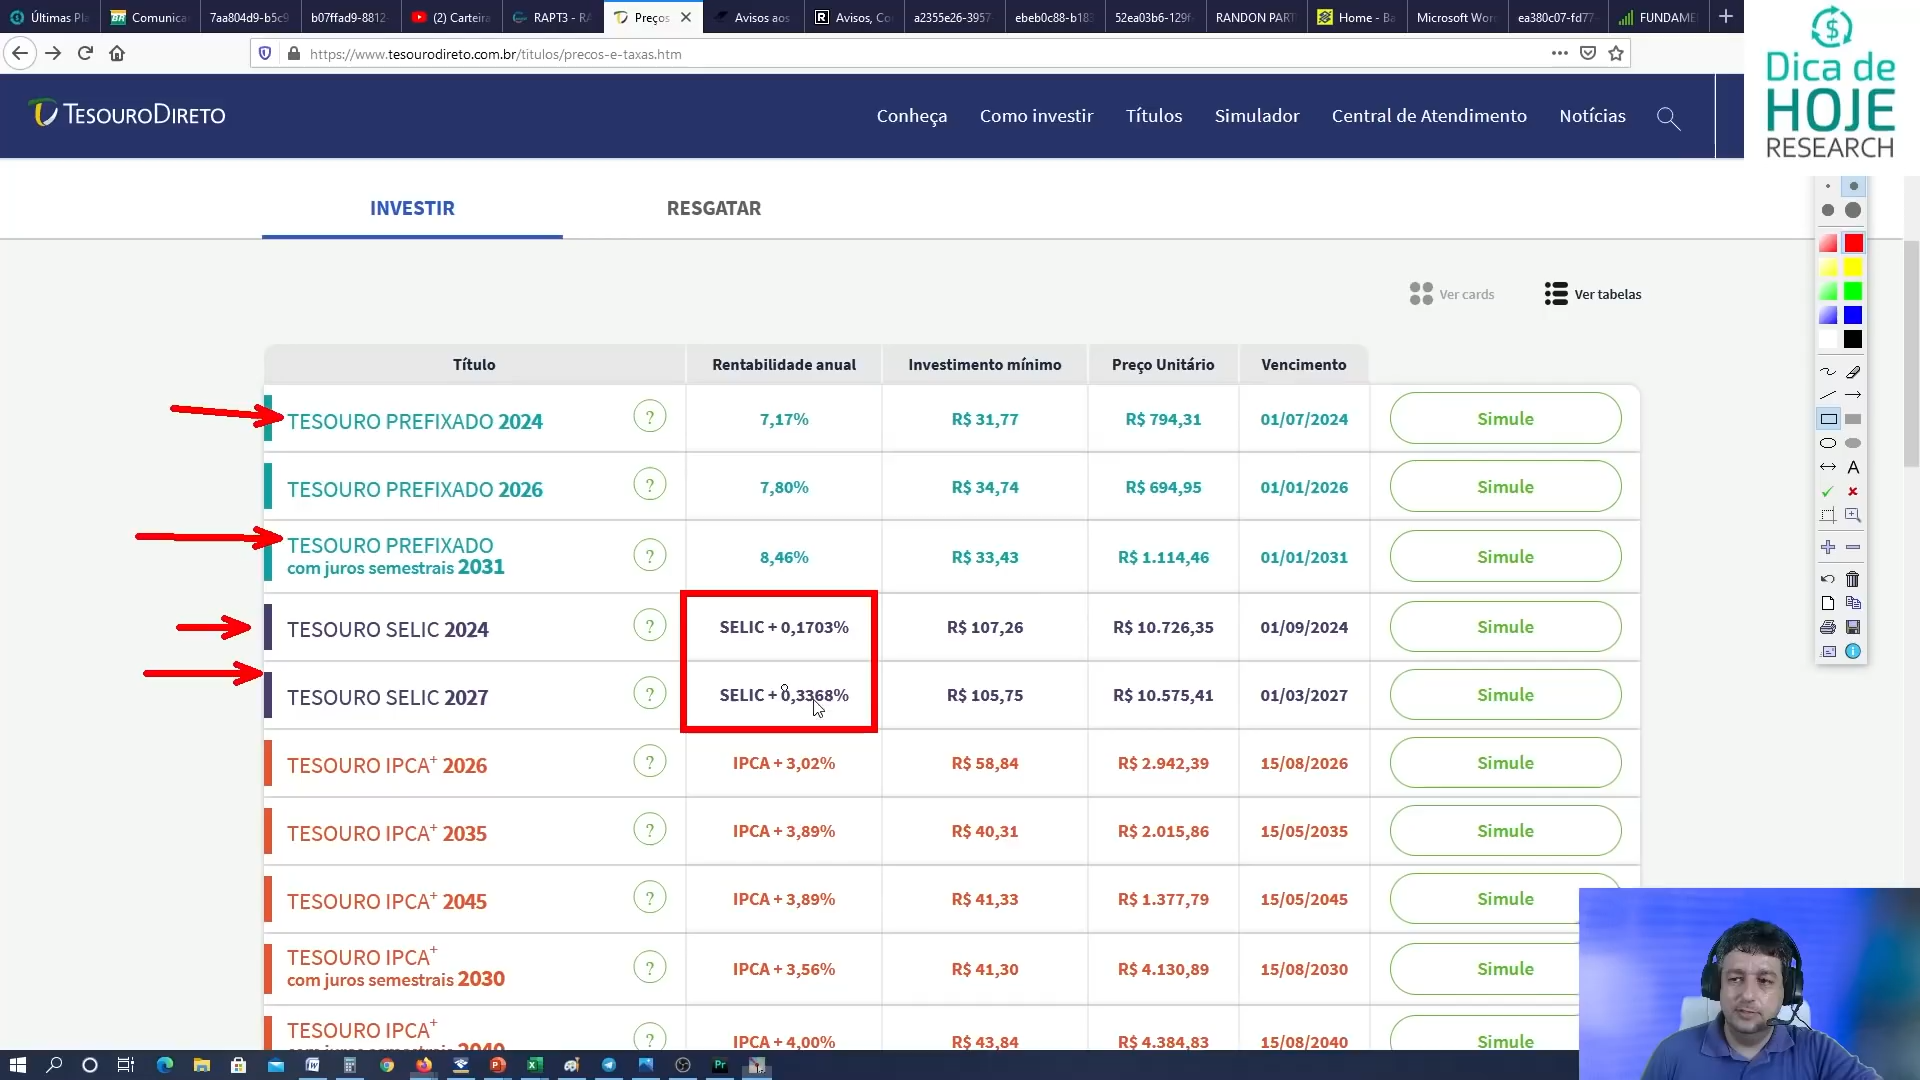 Últimas Pla
Comunica
7aa804d9-b5c9
b07ffad9-8812-
(2) Carteira
RAPT3 - RA
Preços
Avisos aos
Avisos, Co
a2355e26-3957-
ebeb0c88-b183
52ea03b6-129f-
RANDON PART
Home - Ba
Microsoft Wor
ea380c07-fd77-
FUNDAME
https://www.tesourodireto.com.br/titulos/precos-e-taxas.htm
Dica de
HOJE
RESEARCH
TESOURODIRETO
Conheça
Como investir
Títulos
Simulador
Central de Atendimento
Notícias
INVESTIR
RESGATAR
Ver cards
Ver tabelas
Título
Rentabilidade anual
Investimento mínimo
Preço Unitário
Vencimento
TESOURO PREFIXADO 2024
?
7,17%
R$ 31,77
R$ 794,31
01/07/2024
Simule
TESOURO PREFIXADO 2026
?
7,80%
R$ 34,74
R$ 694,95
01/01/2026
Simule
TESOURO PREFIXADO
com juros semestrais 2031
?
8,46%
R$ 33,43
R$ 1.114,46
01/01/2031
Simule
TESOURO SELIC 2024
?
SELIC + 0,1703%
R$ 107,26
R$ 10.726,35
01/09/2024
Simule
TESOURO SELIC 2027
?
SELIC + 0,3368%
R$ 105,75
R$ 10.575,41
01/03/2027
Simule
TESOURO IPCA+ 2026
?
IPCA + 3,02%
R$ 58,84
R$ 2.942,39
15/08/2026
Simule
TESOURO IPCA+ 2035
?
IPCA + 3,89%
R$ 40,31
R$ 2.015,86
15/05/2035
Simule
TESOURO IPCA+ 2045
?
IPCA + 3,89%
R$ 41,33
R$ 1.377,79
15/05/2045
Simule
TESOURO IPCA+
com juros semestrais 2030
?
IPCA + 3,56%
R$ 41,30
R$ 4.130,89
15/08/2030
Simule
TESOURO IPCA+
com juros semestrais 2040
?
IPCA + 4,00%
R$ 43,84
R$ 4.384,83
15/08/2040
Simule